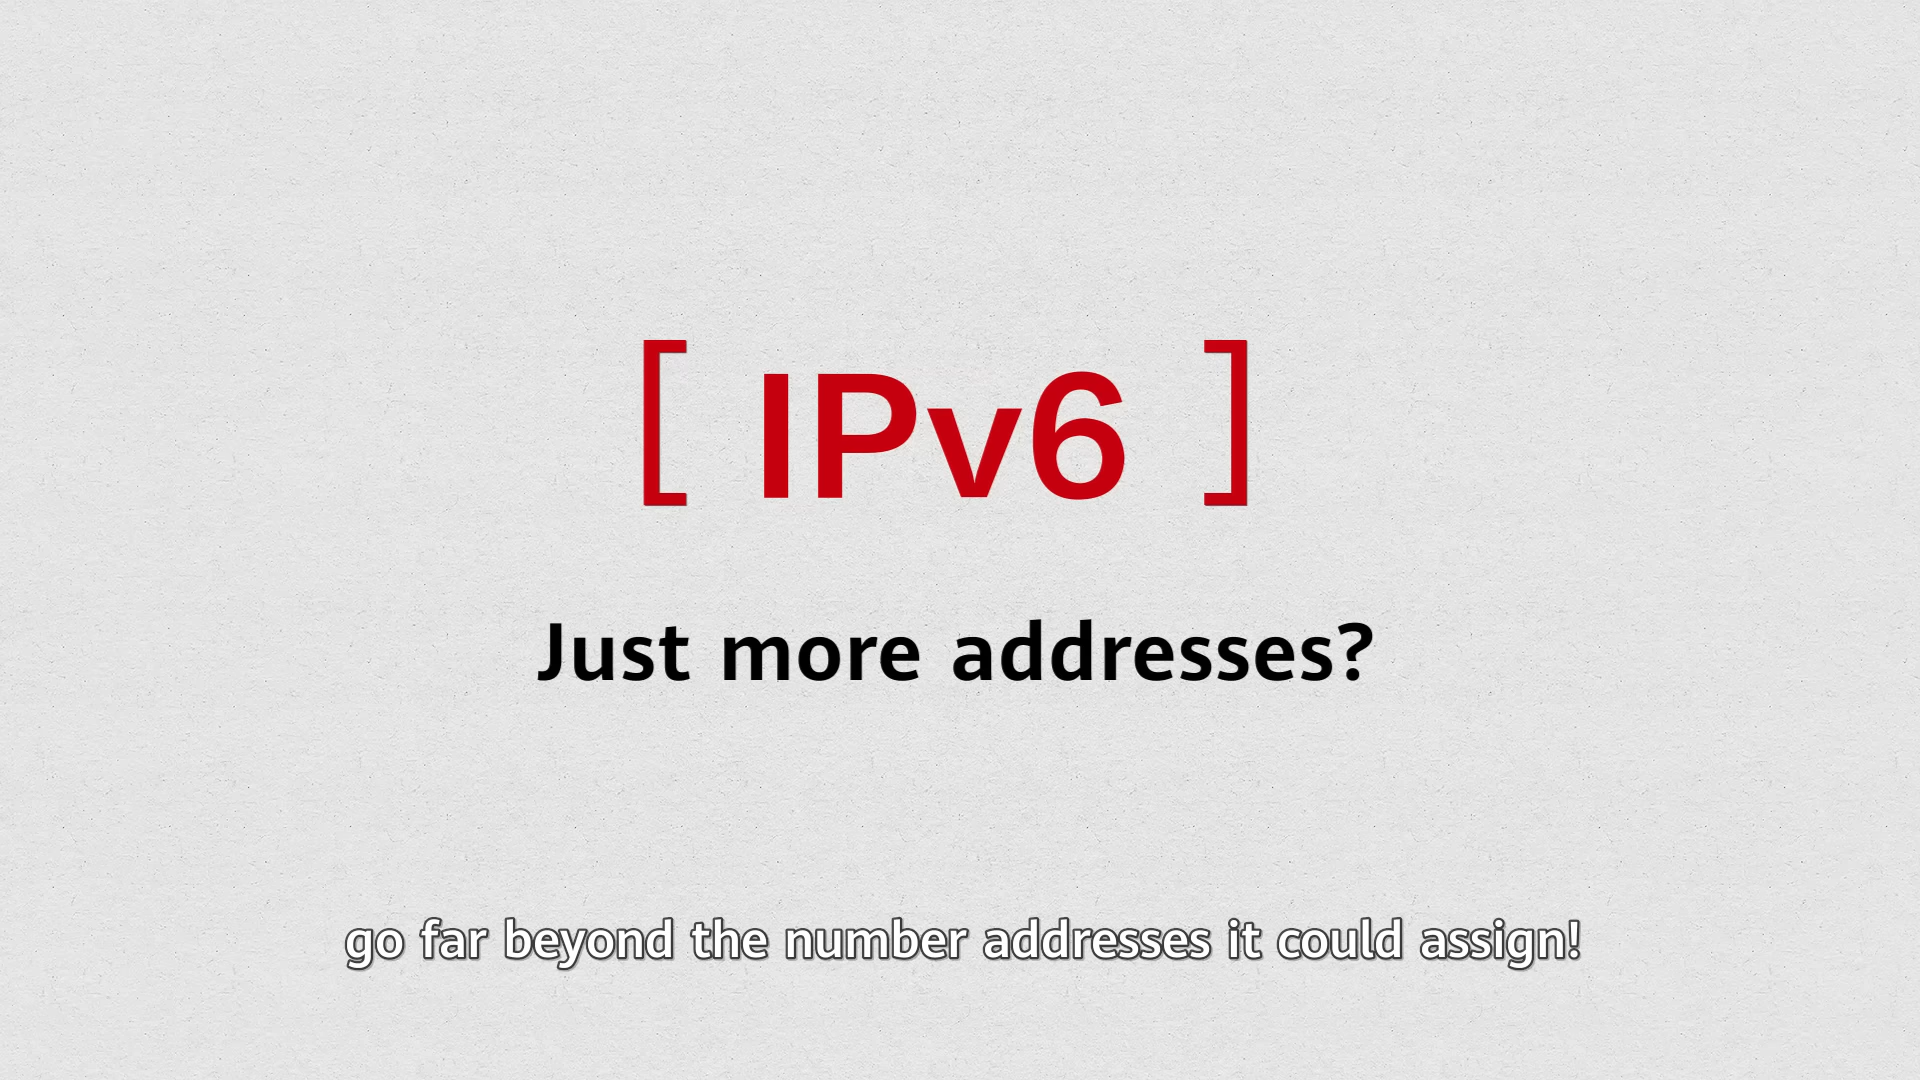 [ IPv6 ]
Just more addresses?
go far beyond the number addresses it could assign!